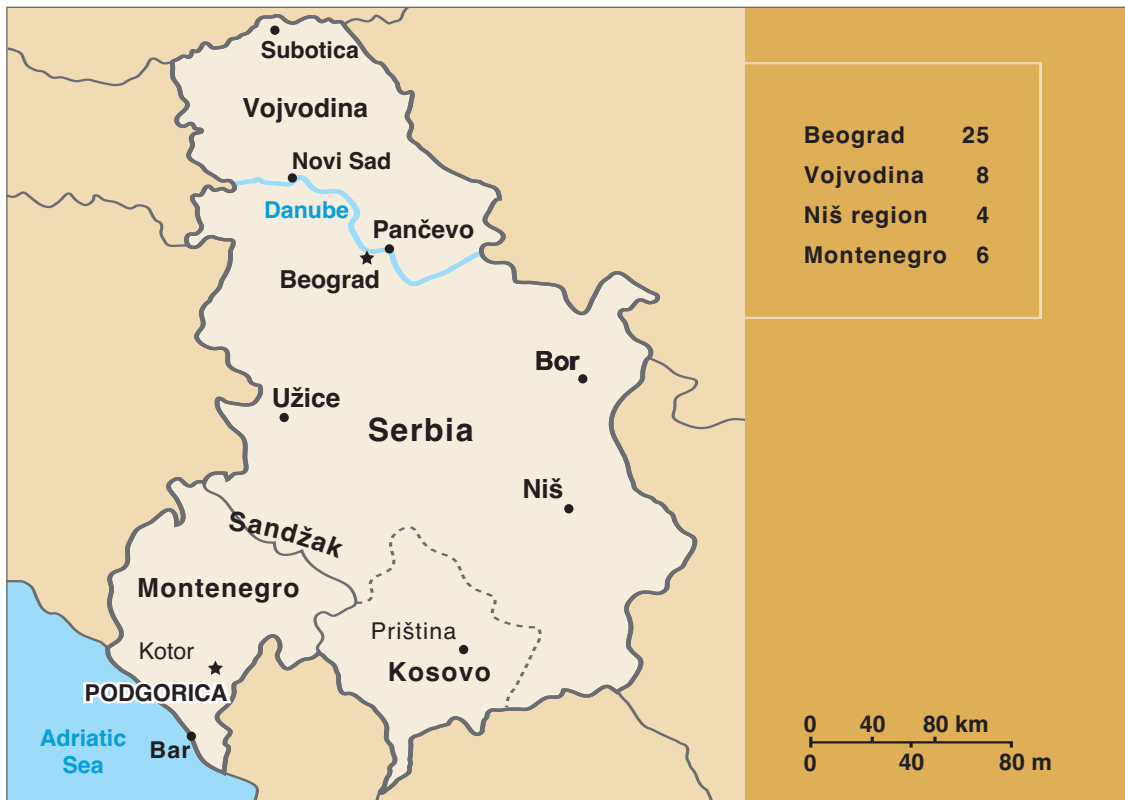 Subotica
Vojvodina
Novi Sad
Danube
Pančevo
Beograd
Bor
Užice
Serbia
Niš
Sandžak
Montenegro
Priština
Kotor
Kosovo
PODGORICA
Adriatic
Sea
Bar
Beograd 25
Vojvodina 8
Niš region 4
Montenegro 6
0 40 80 km
0 40 80 m